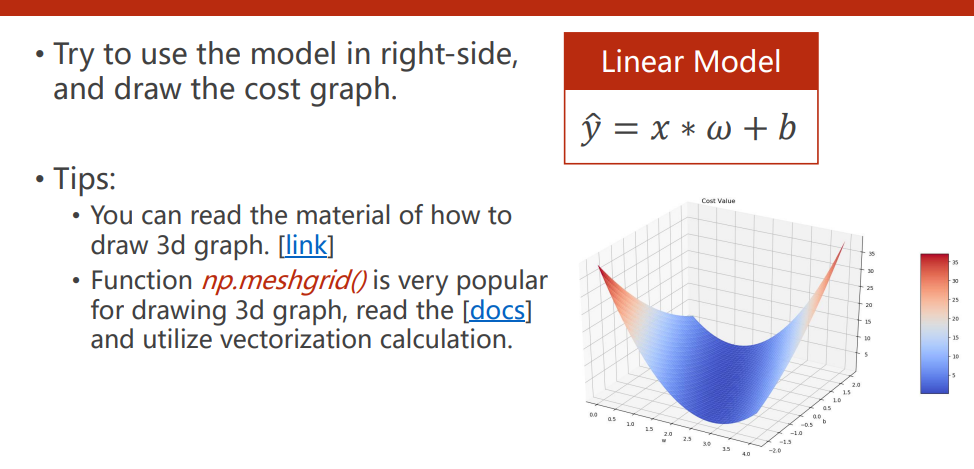 • Try to use the model in right-side,
and draw the cost graph.
• Tips:
• You can read the material of how to
draw 3d graph. [link]
• Function np.meshgrid() is very popular
for drawing 3d graph, read the [docs]
and utilize vectorization calculation.
Linear Model
ŷ = x ∗ ω + b
Cost Value
35
30
25
20
15
10
5
2.0
1.5
1.0
0.5
0.0
−0.5
−1.0
−1.5
−2.0
b
0.0
0.5
1.0
1.5
2.0
2.5
3.0
3.5
4.0
w
35
30
25
20
15
10
5